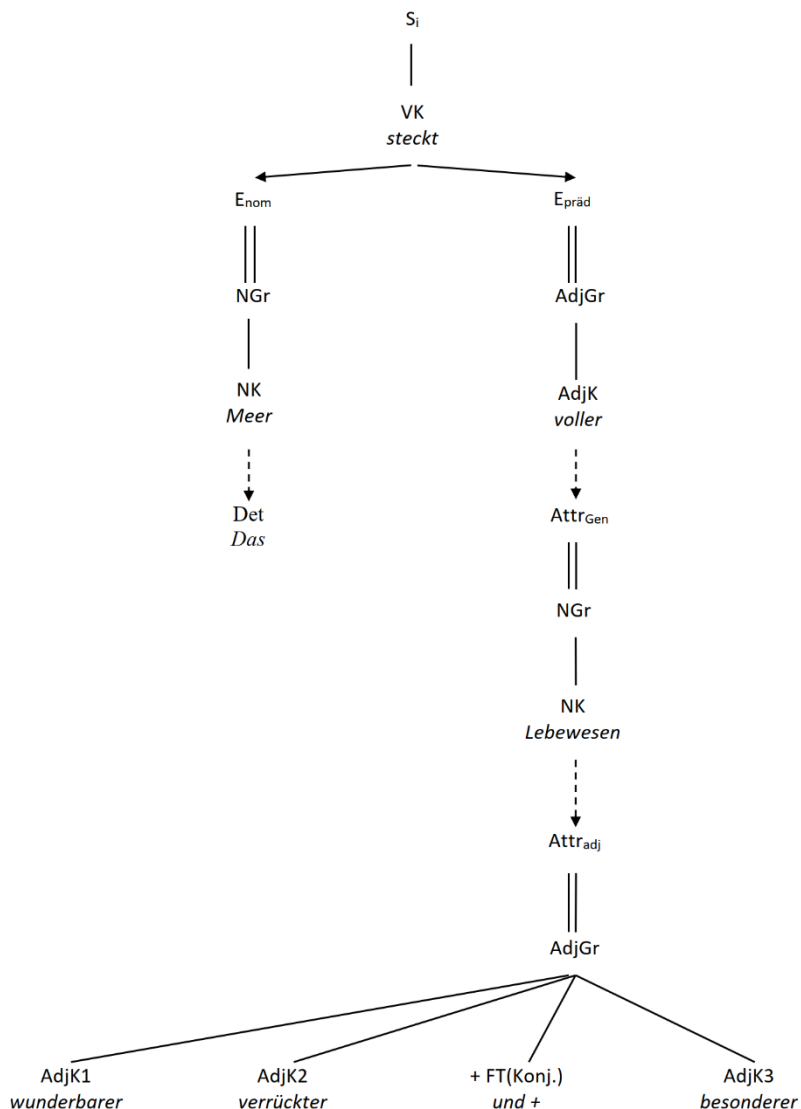 Si
VK
steckt
Enom Epräd
NGr AdjGr
NK AdjK
Meer voller
Det AttrGen
Das
NGr
NK
Lebewesen
Attradj
AdjGr
AdjK1 AdjK2 + FT(Konj.) AdjK3
wunderbarer verrückter und + besonderer